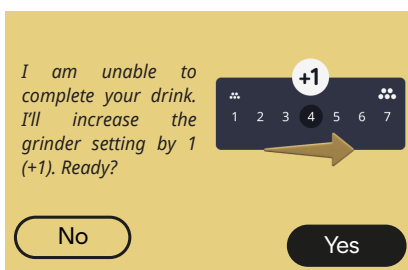 I am unable to
complete your drink.
I'll increase the
grinder setting by 1
(+1). Ready?
+1
1 2 3 4 5 6 7
No
Yes